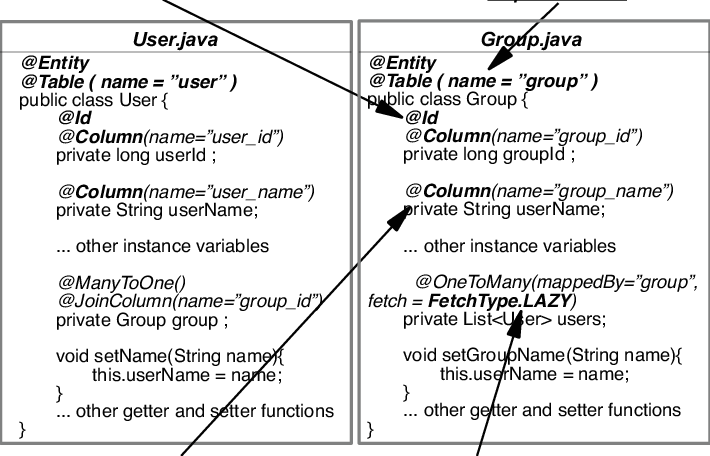 User.java
@Entity
@Table ( name = ”user” )
public class User {
@Id
@Column(name=”user_id”)
private long userId ;
@Column(name=”user_name”)
private String userName;
... other instance variables
@ManyToOne()
@JoinColumn(name=”group_id”)
private Group group ;
void setName(String name){
this.userName = name;
}
... other getter and setter functions
}
Group.java
@Entity
@Table ( name = ”group” )
public class Group {
@Id
@Column(name=”group_id”)
private long groupId ;
@Column(name=”group_name”)
private String userName;
... other instance variables
@OneToMany(mappedBy=”group”,
fetch = FetchType.LAZY)
private List<User> users;
void setGroupName(String name){
this.userName = name;
}
... other getter and setter functions
}